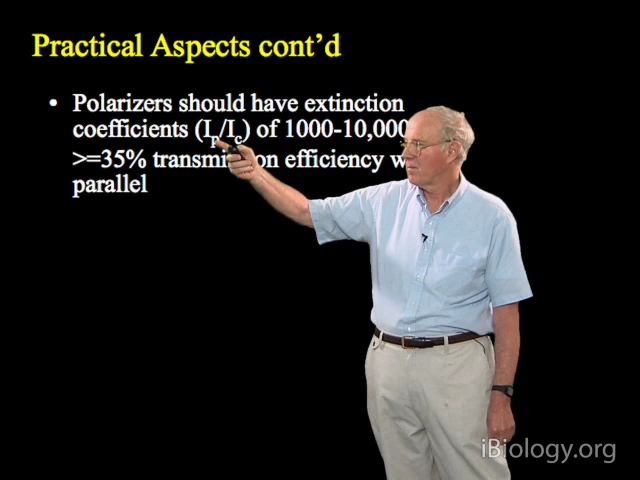 Practical Aspects cont'd
• Polarizers should have extinction
coefficients (Ip/Ic) of 1000-10,000
>=35% transmission efficiency
parallel
iBiology.org